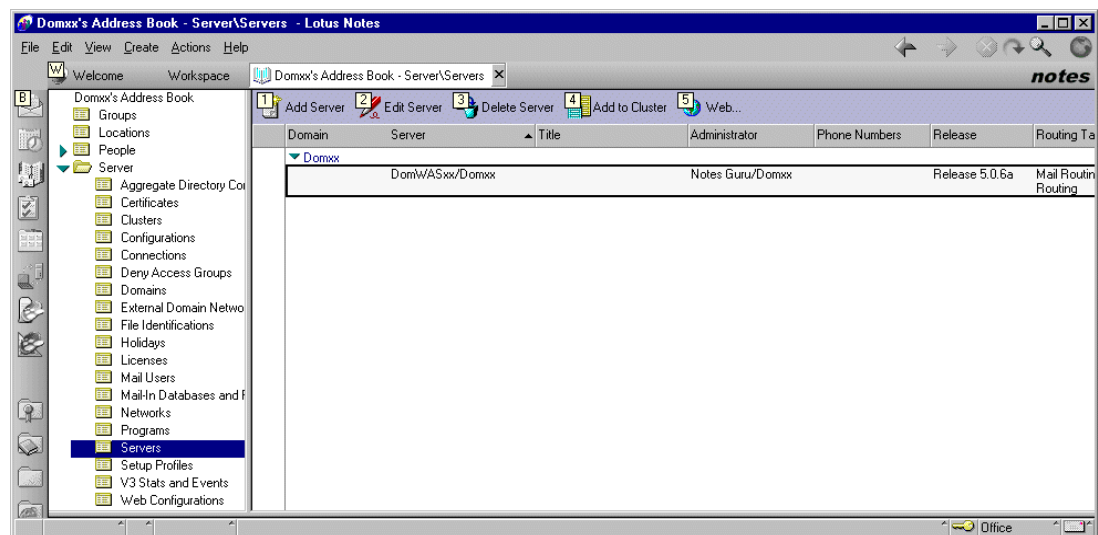 Domxx's Address Book - Server\Servers - Lotus Notes
File Edit View Create Actions Help
W Welcome Workspace Domxx's Address Book - Server\Servers notes
B
Domxx's Address Book
Groups
Locations
People
Server
Aggregate Directory Co
Certificates
Clusters
Configurations
Connections
Deny Access Groups
Domains
External Domain Netwo
File Identifications
Holidays
Licenses
Mail Users
Mail-In Databases and
Networks
Programs
Servers
Setup Profiles
V3 Stats and Events
Web Configurations
1 Add Server 2 Edit Server 3 Delete Server 4 Add to Cluster 5 Web...
Domain Server Title Administrator Phone Numbers Release Routing Ta
Domxx
DomWASxx/Domxx Notes Guru/Domxx Release 5.0.6a Mail Routin
Routing
Office